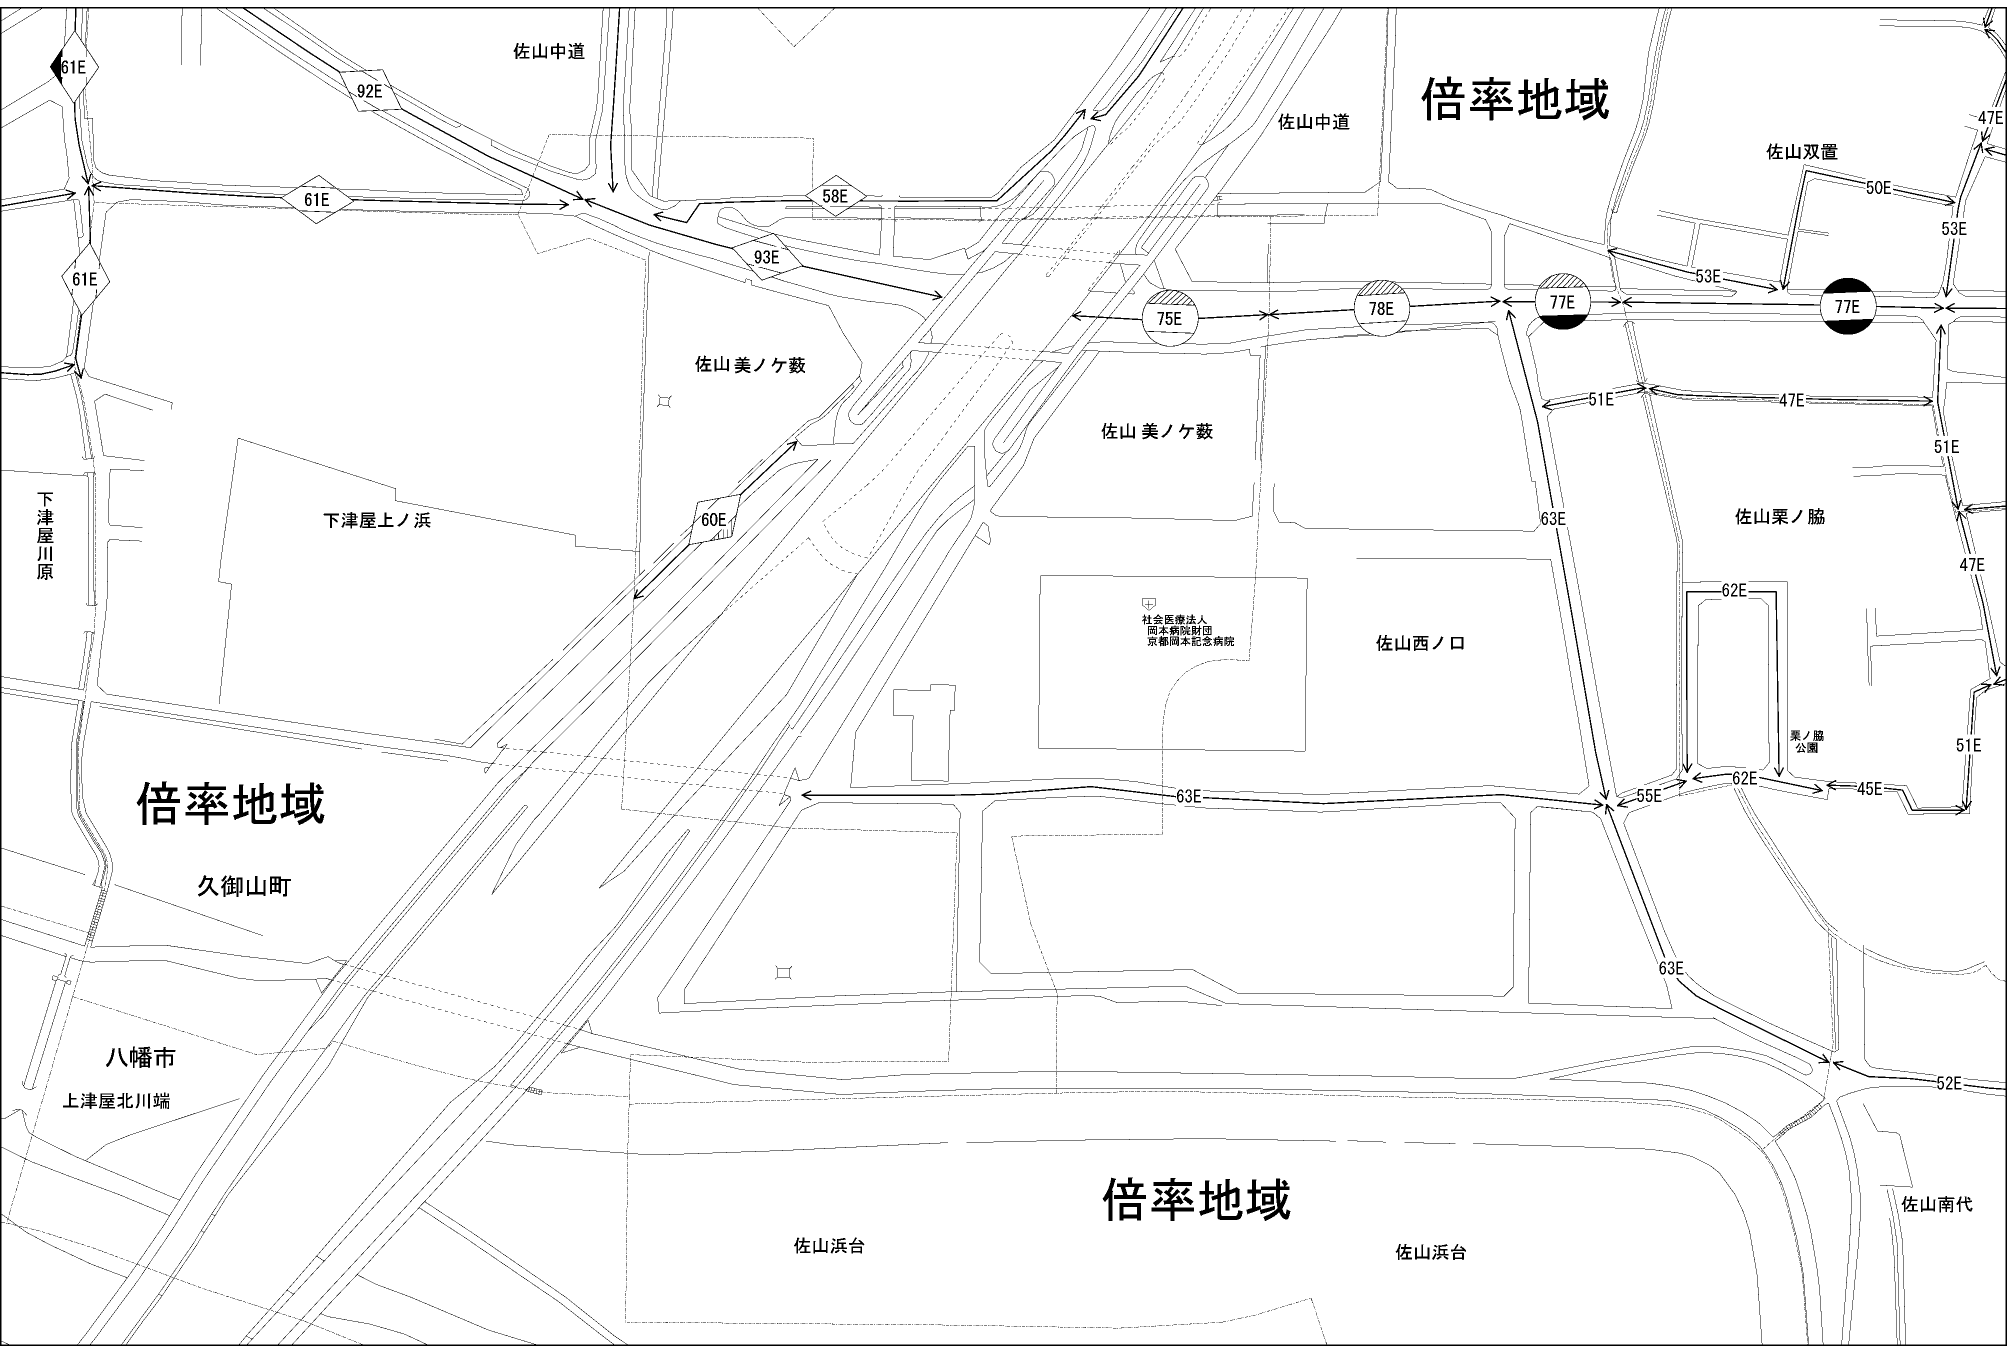 佐山中道
61E
92E
倍率地域
佐山中道
47E
佐山双置
50E
61E
58E
53E
93E
61E
53E
75E
78E
77E
77E
佐山 美ノケ薮
51E
47E
佐山 美ノケ薮
51E
下津屋川原
下津屋上ノ浜
60E
63E
佐山栗ノ脇
47E
62E
社会医療法人
岡本病院財団
京都岡本記念病院
佐山西ノ口
栗ノ脇
公園
51E
62E
倍率地域
63E
55E
45E
久御山町
63E
八幡市
52E
上津屋北川端
倍率地域
佐山南代
佐山浜台
佐山浜台